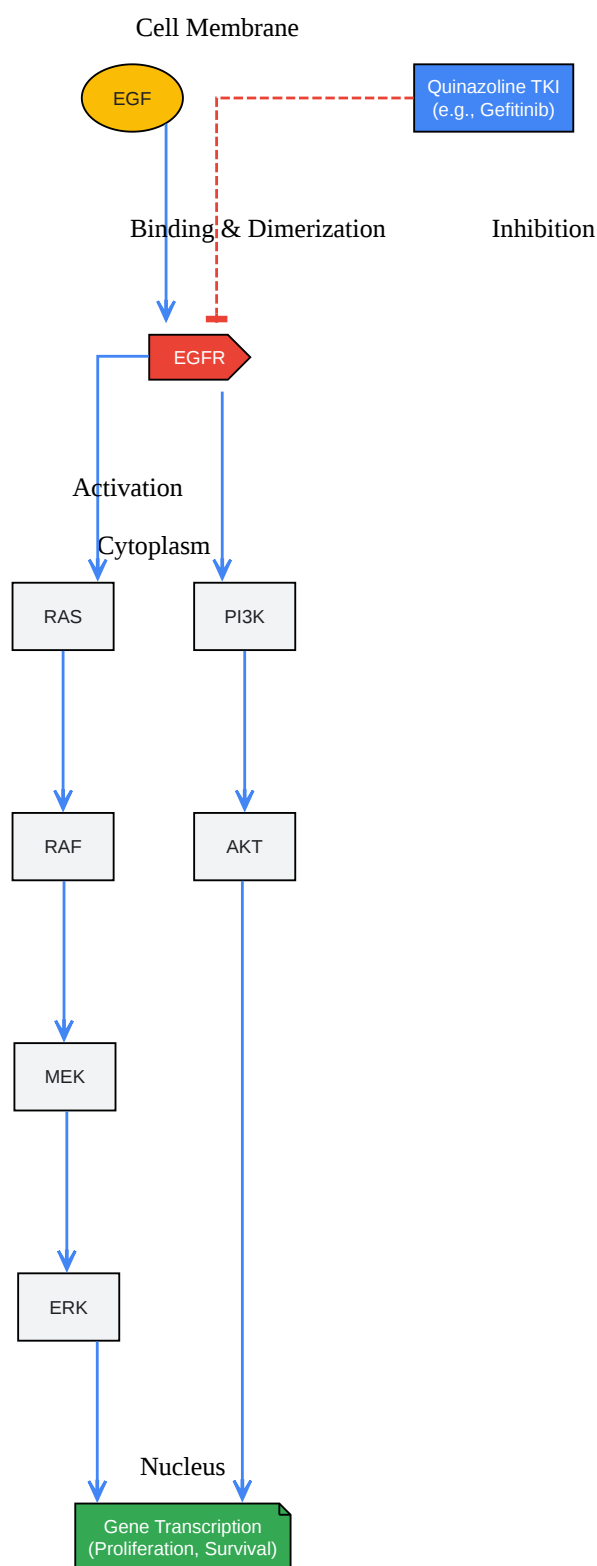 Cell Membrane
EGF
Quinazoline TKI
(e.g., Gefitinib)
Binding & Dimerization
Inhibition
EGFR
Activation
Cytoplasm
RAS
PI3K
RAF
AKT
MEK
ERK
Nucleus
Gene Transcription
(Proliferation, Survival)